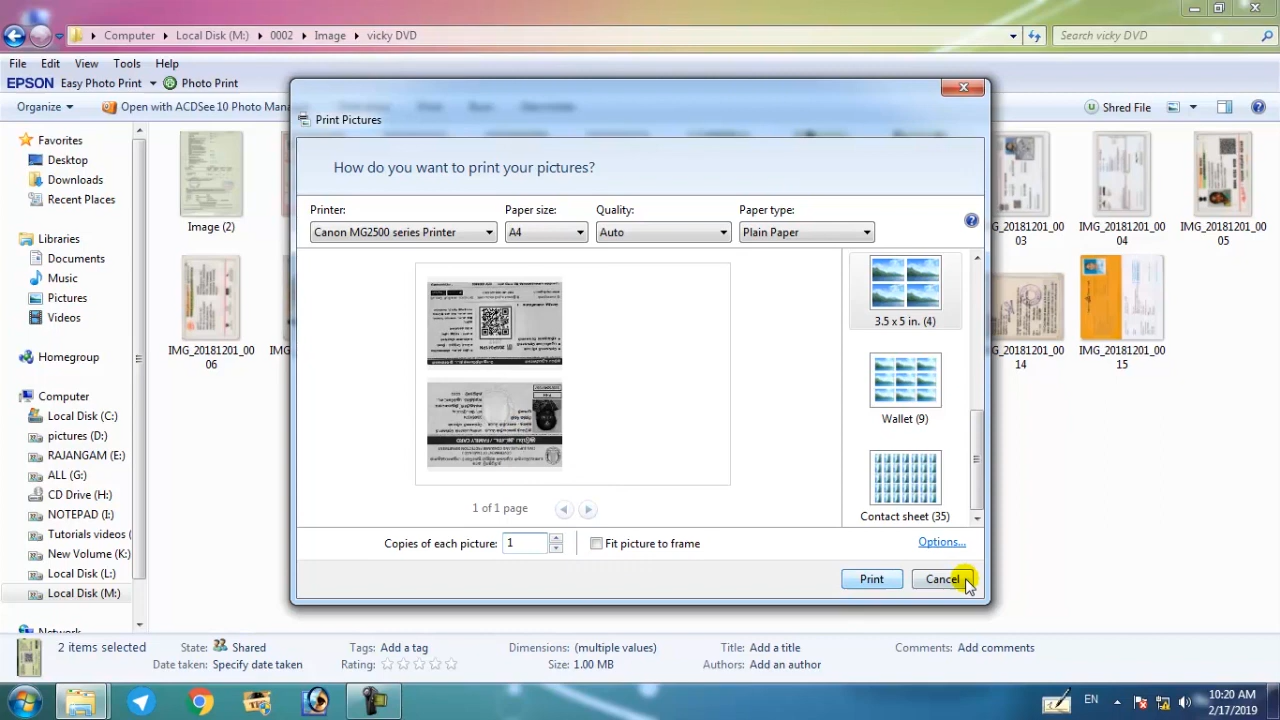 Computer Local Disk (M:) 0002 Image vicky DVD
Search vicky DVD
File Edit View Tools Help
EPSON Easy Photo Print Photo Print
Organize Open with ACDSee 10 Photo Mana
Shred File
Favorites
Desktop
Downloads
Recent Places
Libraries
Documents
Music
Pictures
Videos
Homegroup
Computer
Local Disk (C:)
pictures (D:)
RAJANGAM (E:)
ALL (G:)
CD Drive (H:)
NOTEPAD (I:)
Tutorials videos (
New Volume (K:)
Local Disk (L:)
Local Disk (M:)
Network
Image (2)
IMG_20181201_00
06
003
IMG_20181201_00
04
IMG_20181201_00
05
14
IMG_20181201_00
15
Print Pictures
How do you want to print your pictures?
Printer: Paper size: Quality: Paper type:
Canon MG2500 series Printer A4 Auto Plain Paper
3.5 x 5 in. (4)
Wallet (9)
Contact sheet (35)
1 of 1 page
Copies of each picture: 1 Fit picture to frame Options...
Print Cancel
2 items selected State: Shared Tags: Add a tag Dimensions: (multiple values) Title: Add a title Comments: Add comments
Date taken: Specify date taken Rating: Size: 1.00 MB Authors: Add an author
EN
10:20 AM
2/17/2019